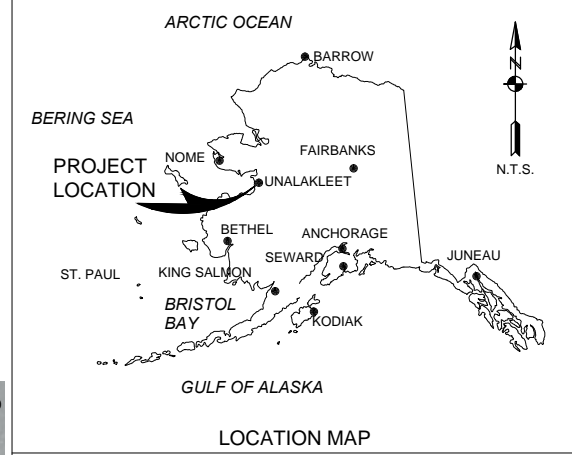 ARCTIC OCEAN
BARROW
N
BERING SEA
NOME
FAIRBANKS
N.T.S.
PROJECT
LOCATION
UNALAKLEET
BETHEL
ANCHORAGE
SEWARD
JUNEAU
ST. PAUL
KING SALMON
BRISTOL
BAY
KODIAK
GULF OF ALASKA
LOCATION MAP